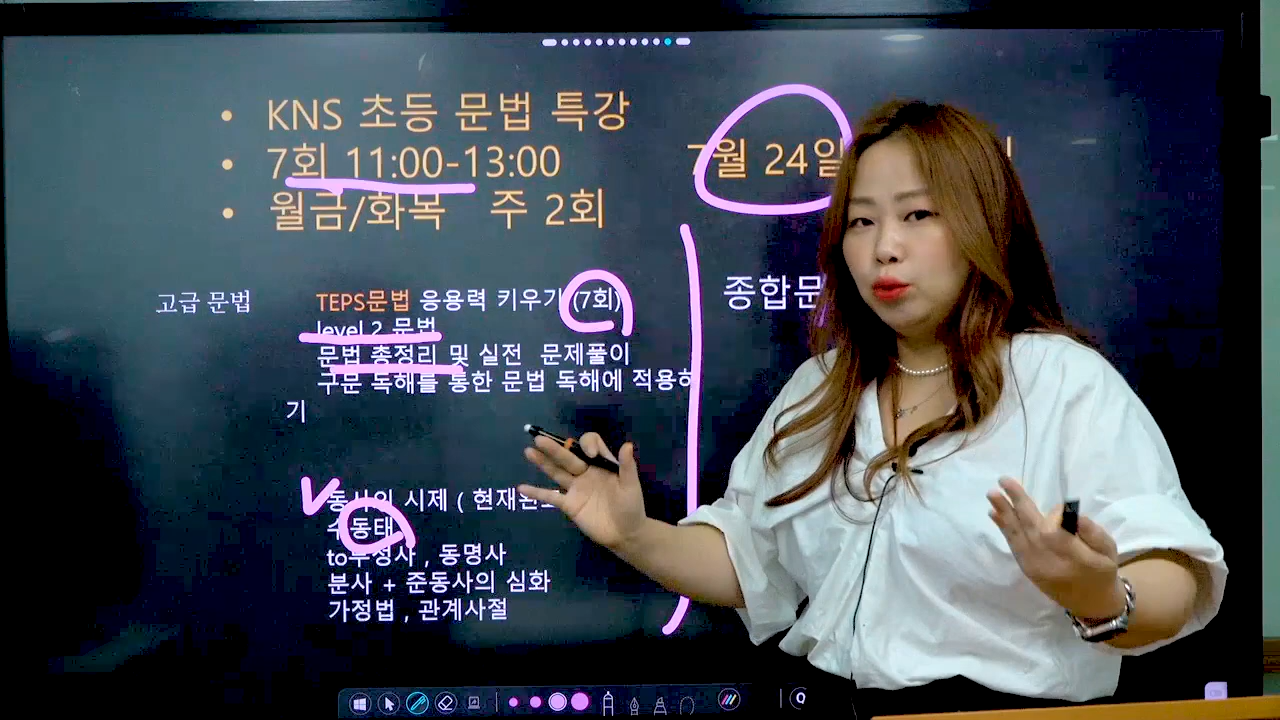 KNS 초등 문법 특강
7회 11:00-13:00
7월 24일
월금/화목 주 2회
고급 문법
TEPS문법 응용력 키우기 (7회)
level 2 문법
문법 총정리 및 실전 문제풀이
구문 독해를 통한 문법 독해에 적용하
기
종합문
동사의 시제 ( 현재완료
수동태
to부정사 , 동명사
분사 + 준동사의 심화
가정법 , 관계사절